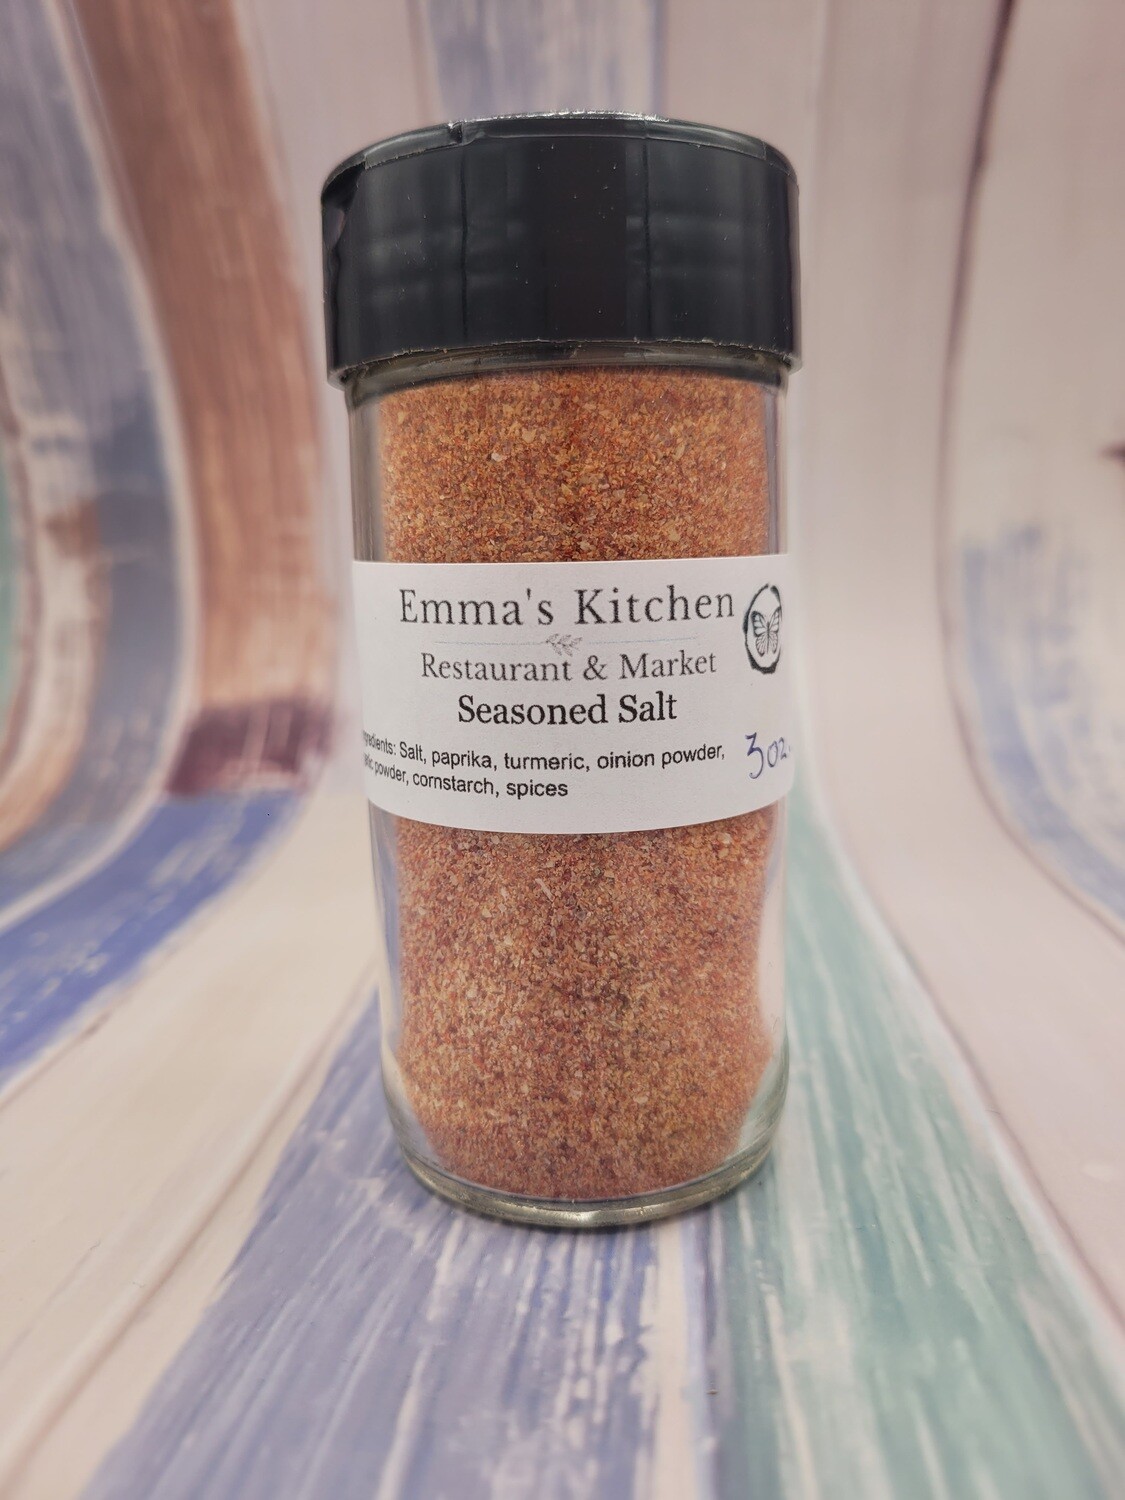 Emma's Kitchen
Restaurant & Market
Seasoned Salt
Salt, paprika, turmeric, oinion powder,
powder, cornstarch, spices
3oz.